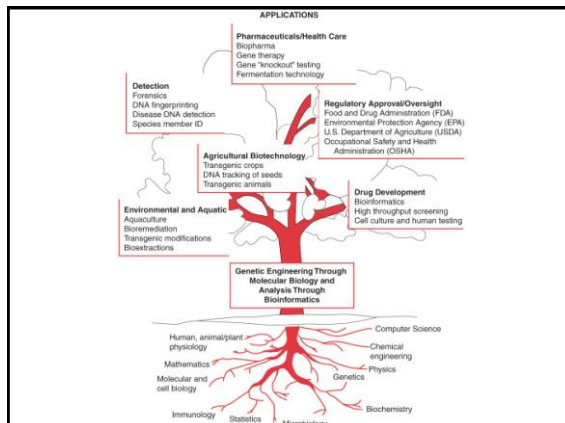 APPLICATIONS
Pharmaceuticals/Health Care
Biopharma
Gene therapy
Gene "knockout" testing
Fermentation technology
Detection
Forensics
DNA fingerprinting
Disease DNA detection
Species member ID
Regulatory Approval/Oversight
Food and Drug Administration (FDA)
Environmental Protection Agency (EPA)
U.S. Department of Agriculture (USDA)
Occupational Safety and Health
Administration (OSHA)
Agricultural Biotechnology
Transgenic crops
DNA tracking of seeds
Transgenic animals
Drug Development
Bioinformatics
High throughput screening
Cell culture and human testing
Environmental and Aquatic
Aquaculture
Bioremediation
Transgenic modifications
Bioextractions
Genetic Engineering Through
Molecular Biology and
Analysis Through
Bioinformatics
Human, animal/plant
physiology
Mathematics
Molecular and
cell biology
Immunology
Statistics
Microbiology
Computer Science
Chemical
engineering
Physics
Genetics
Biochemistry